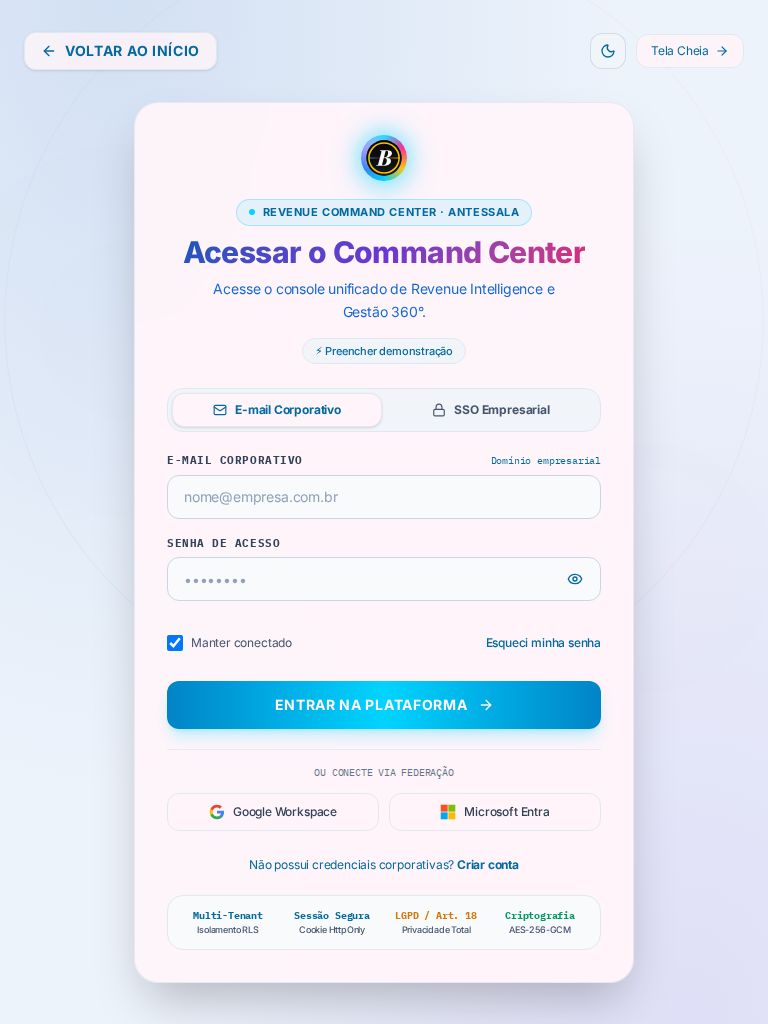 VOLTAR AO INÍCIO
Tela Cheia
B
REVENUE COMMAND CENTER · ANTESSALA
Acessar o Command Center
Acesse o console unificado de Revenue Intelligence e
Gestão 360°.
⚡ Preencher demonstração
E-mail Corporativo
SSO Empresarial
E-MAIL CORPORATIVO
Domínio empresarial
nome@empresa.com.br
SENHA DE ACESSO
••••••••
Manter conectado
Esqueci minha senha
ENTRAR NA PLATAFORMA
OU CONECTE VIA FEDERAÇÃO
Google Workspace
Microsoft Entra
Não possui credenciais corporativas? Criar conta
Multi-Tenant
Isolamento RLS
Sessão Segura
Cookie HttpOnly
LGPD / Art. 18
Privacidade Total
Criptografia
AES-256-GCM